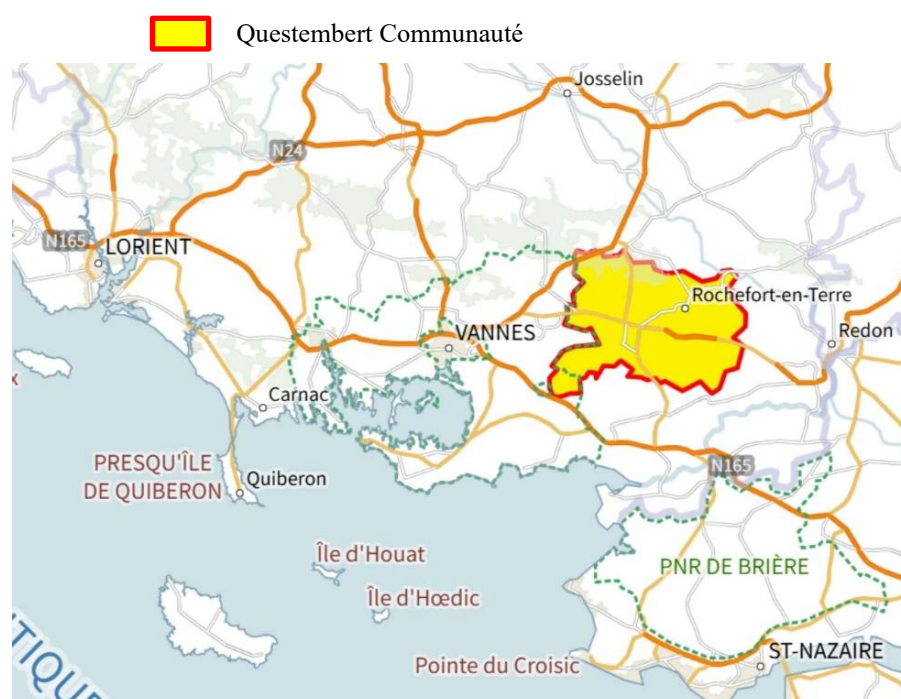 Questembert Communauté
Josselin
N24
N165
LORIENT
Rochefort-en-Terre
VANNES
Redon
Carnac
N165
PRESQU'ÎLE
DE QUIBERON
Quiberon
Île d'Houat
PNR DE BRIÈRE
Île d'Hœdic
ST-NAZAIRE
Pointe du Croisic
TIQUE